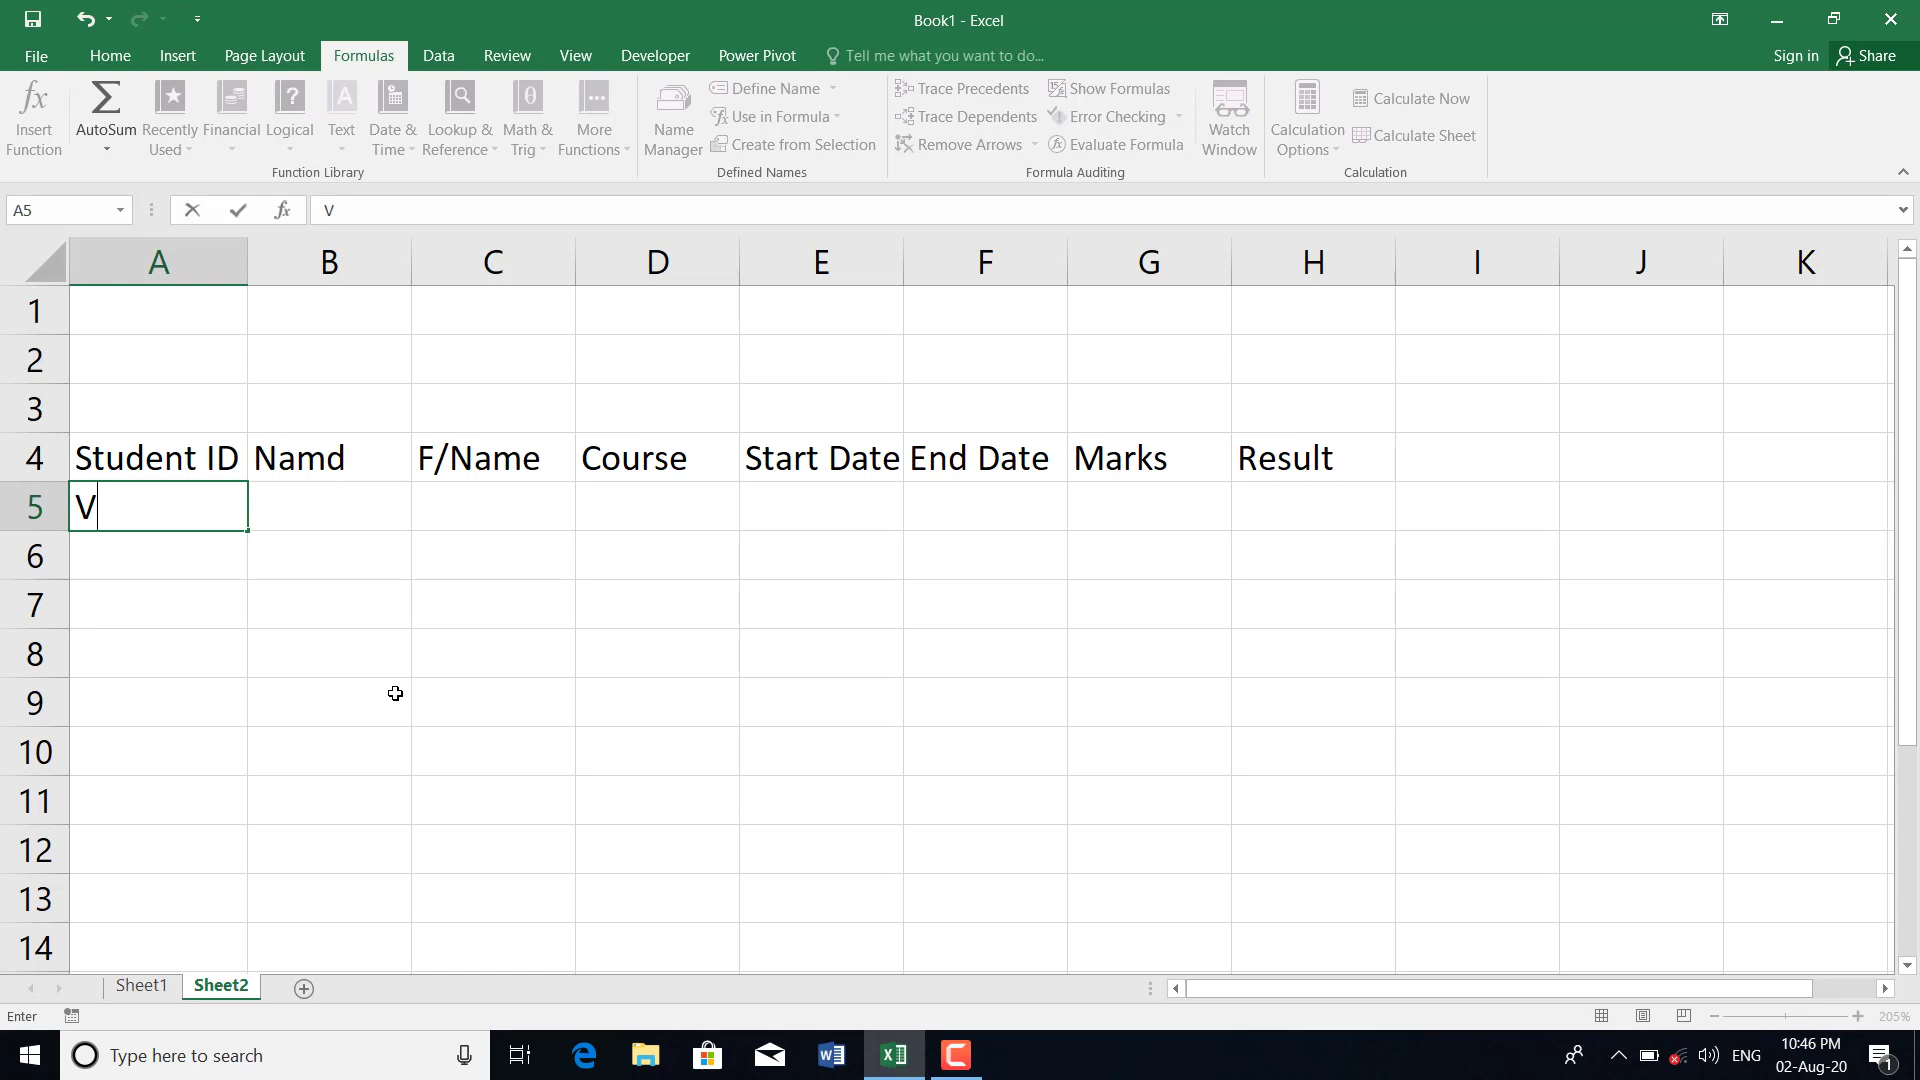 Book1 - Excel
File Home Insert Page Layout Formulas Data Review View Developer Power Pivot Tell me what you want to do... Sign in Share
Insert Function
AutoSum
Recently Used
Financial
Logical
Text
Date & Time
Lookup & Reference
Math & Trig
More Functions
Function Library
Name Manager
Define Name
Use in Formula
Create from Selection
Defined Names
Trace Precedents
Trace Dependents
Remove Arrows
Show Formulas
Error Checking
Evaluate Formula
Formula Auditing
Watch Window
Calculation Options
Calculate Now
Calculate Sheet
Calculation
A5 fx V
A B C D E F G H I J K
1
2
3
4 Student ID Namd F/Name Course Start Date End Date Marks Result
5 V
6
7
8
9
10
11
12
13
14
Sheet1 Sheet2
Enter 205%
Type here to search ENG 10:46 PM
02-Aug-20 1